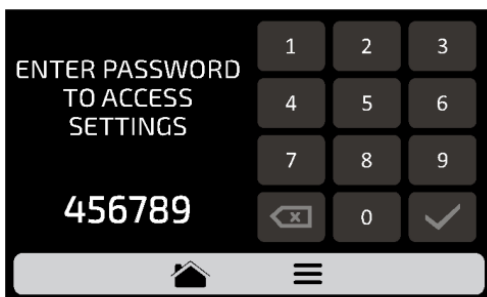 ENTER PASSWORD
TO ACCESS
SETTINGS
456789
1 2 3
4 5 6
7 8 9
0